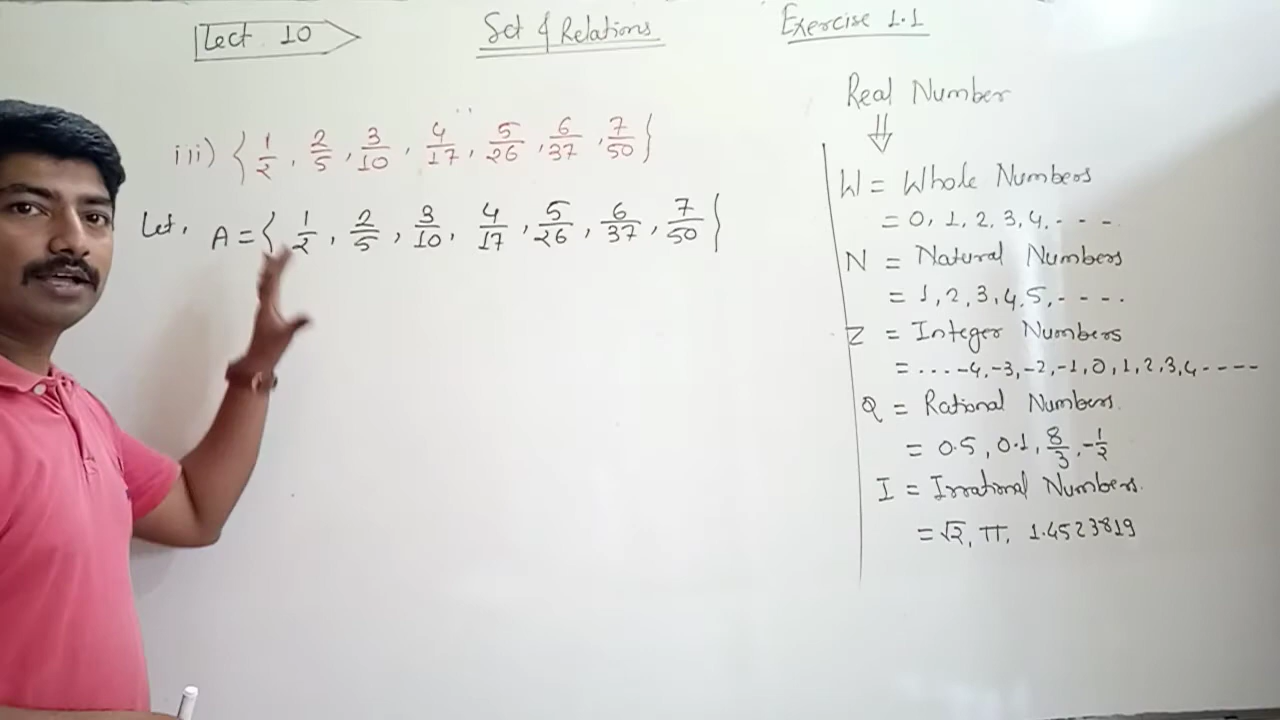 Lect 10
Set & Relations
Exercise 1.1
iii) { 1/2, 2/5, 3/10, 4/17, 5/26, 6/37, 7/50 }
Let, A = { 1/2, 2/5, 3/10, 4/17, 5/26, 6/37, 7/50 }
Real Number
⇓
W = Whole Numbers
= 0, 1, 2, 3, 4, - - - .
N = Natural Numbers
= 1, 2, 3, 4, 5, - - - .
Z = Integer Numbers
= ... -4, -3, -2, -1, 0, 1, 2, 3, 4 - - - -
Q = Rational Numbers.
= 0.5, 0.1, 8/3, -1/2
I = Irrational Numbers.
= √2, π, 1.4523819